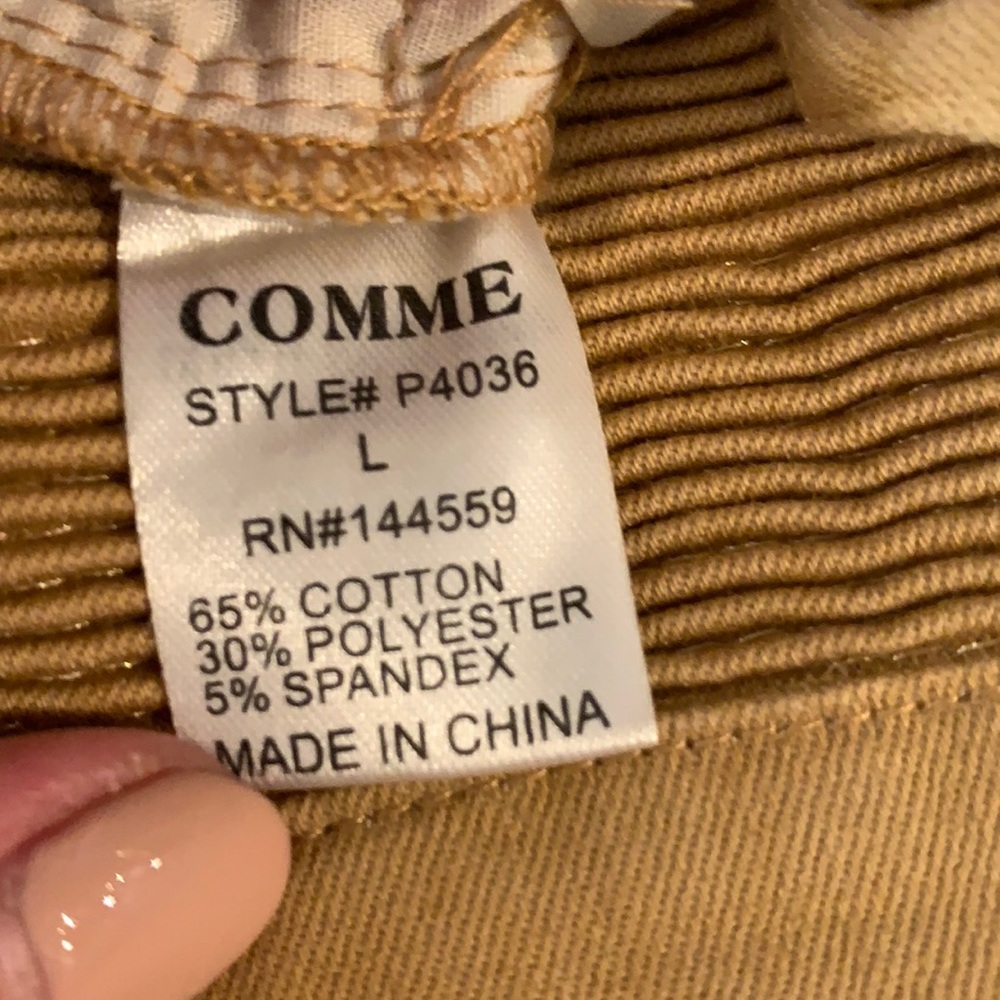 COMME
STYLE# P4036
L
RN#144559
65% COTTON
30% POLYESTER
5% SPANDEX
MADE IN CHINA